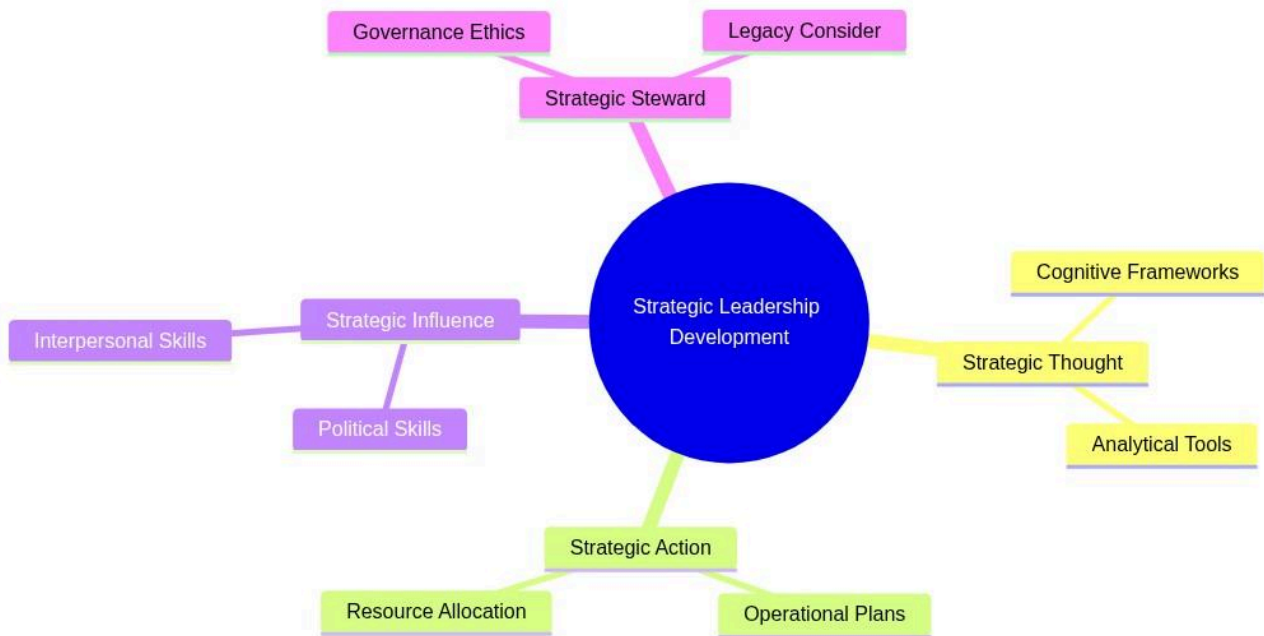 Governance Ethics
Legacy Consider
Strategic Steward
Strategic Leadership
Development
Cognitive Frameworks
Strategic Thought
Analytical Tools
Strategic Influence
Interpersonal Skills
Political Skills
Strategic Action
Resource Allocation
Operational Plans